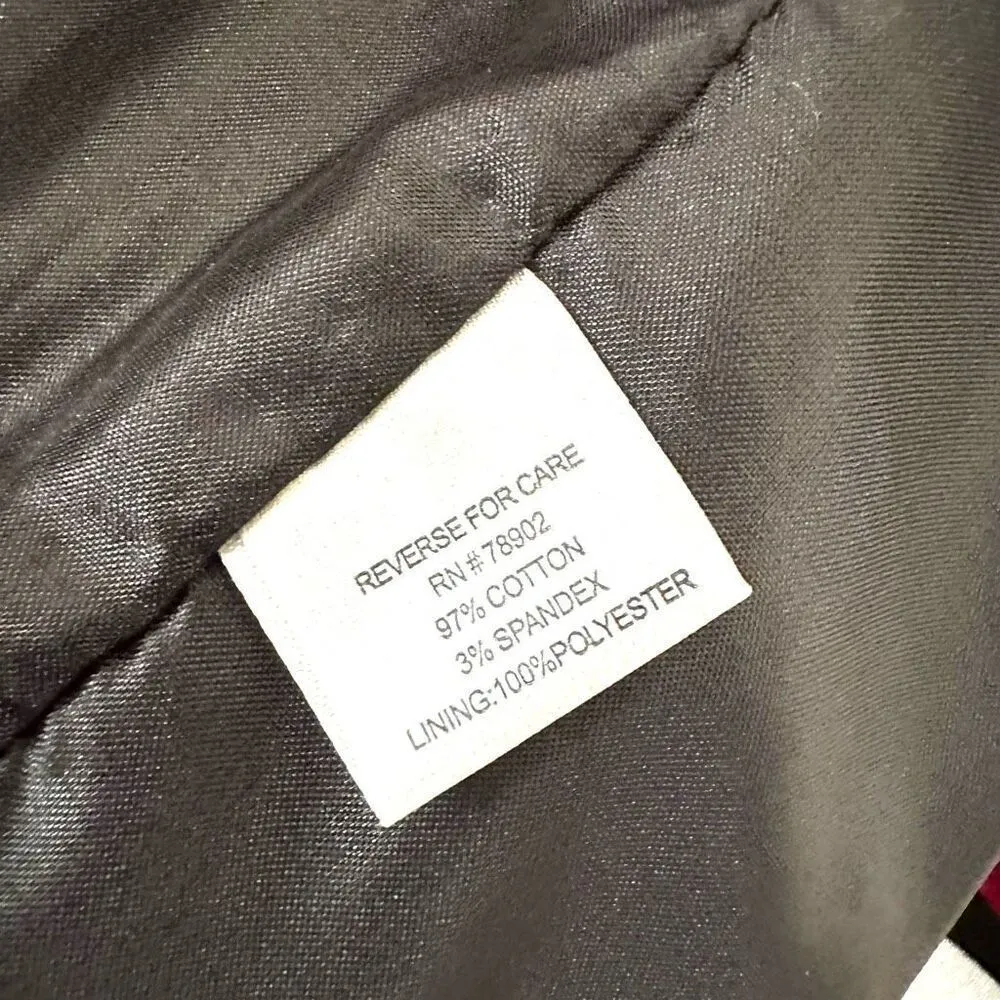 REVERSE FOR CARE
RN # 78902
97% COTTON
3% SPANDEX
LINING:100%POLYESTER